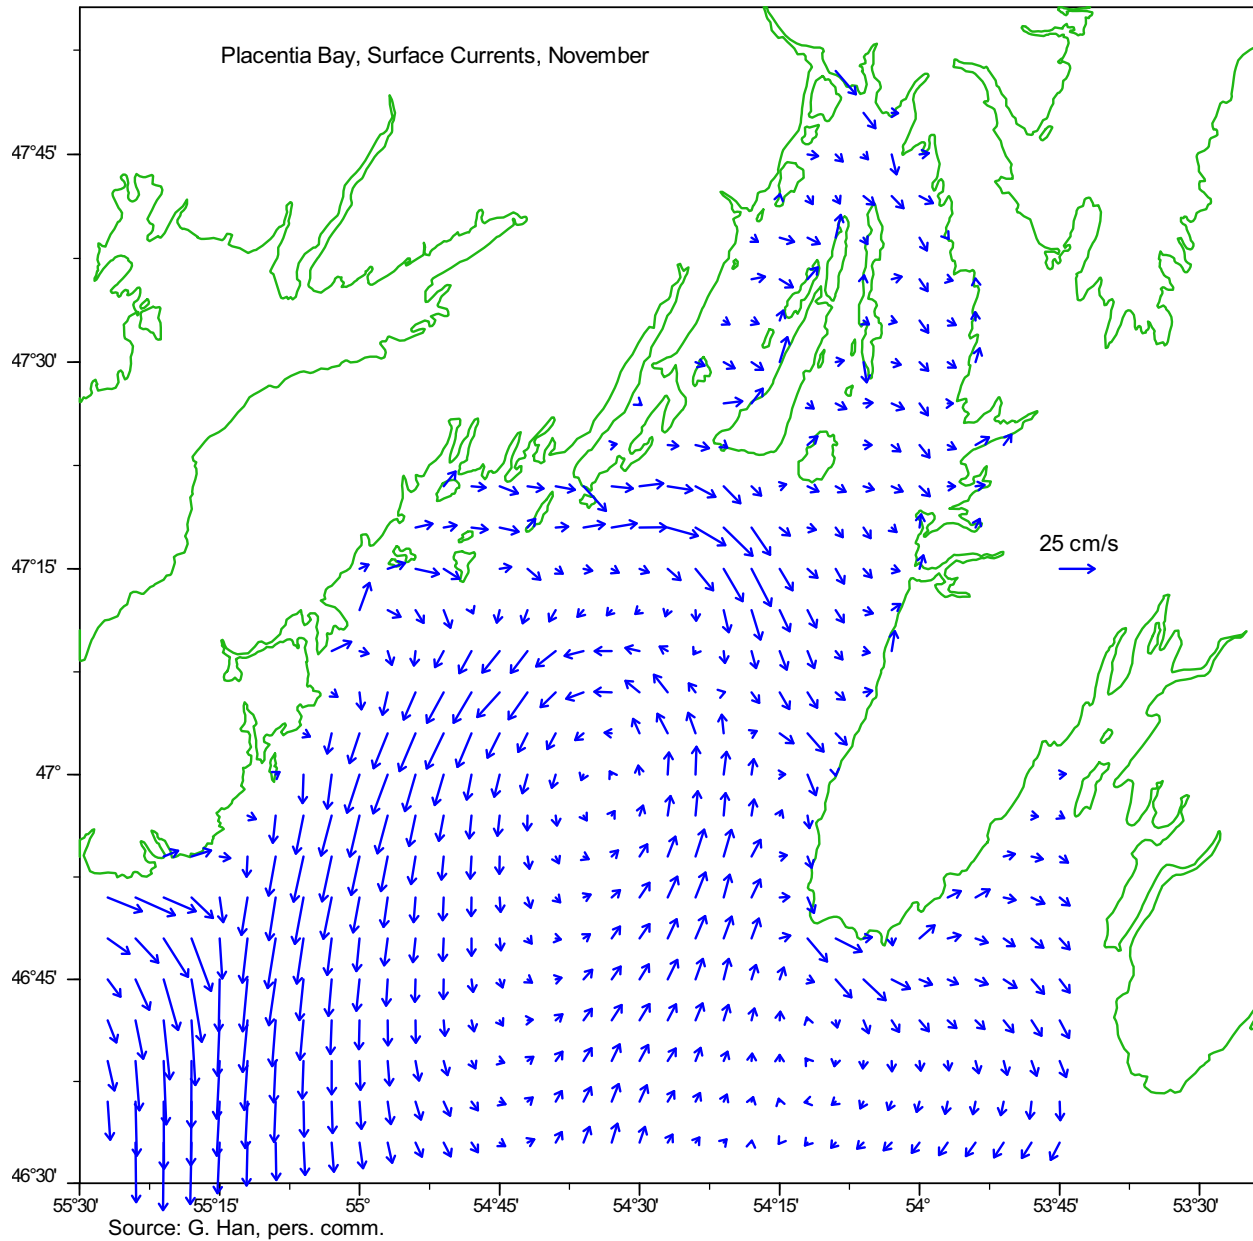 Placentia Bay, Surface Currents, November
47°45'
47°30'
25 cm/s
47°15'
47°
46°45'
46°30'
55°30' 55°15' 55° 54°45' 54°30' 54°15' 54° 53°45' 53°30'
Source: G. Han, pers. comm.